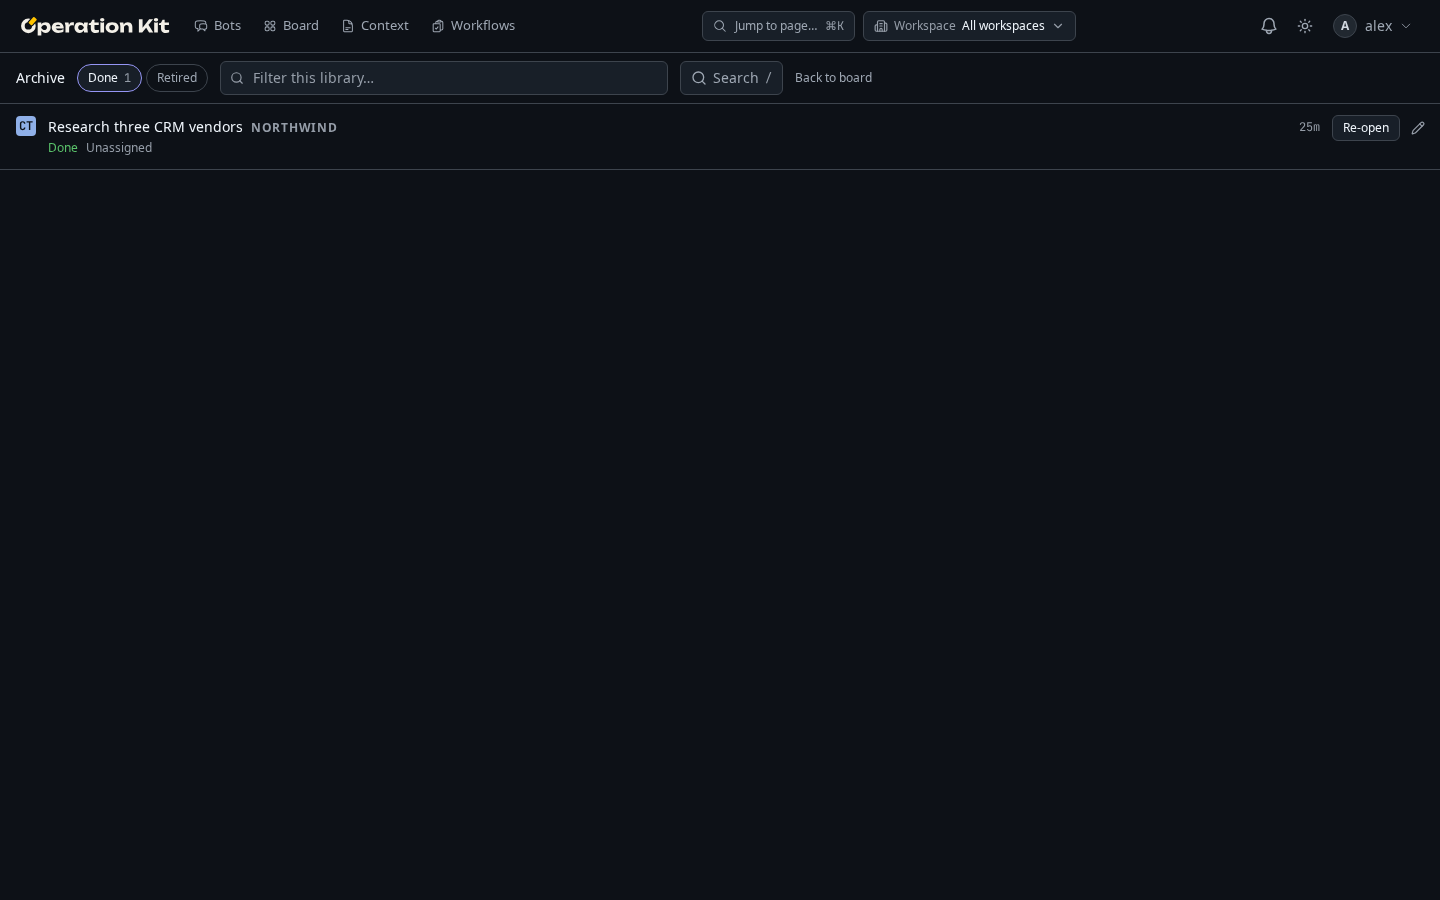 Operation Kit Bots Board Context Workflows Jump to page... ⌘K Workspace All workspaces A alex
Archive Done 1 Retired Filter this library... Search / Back to board
CT Research three CRM vendors NORTHWIND 25m Re-open
Done Unassigned